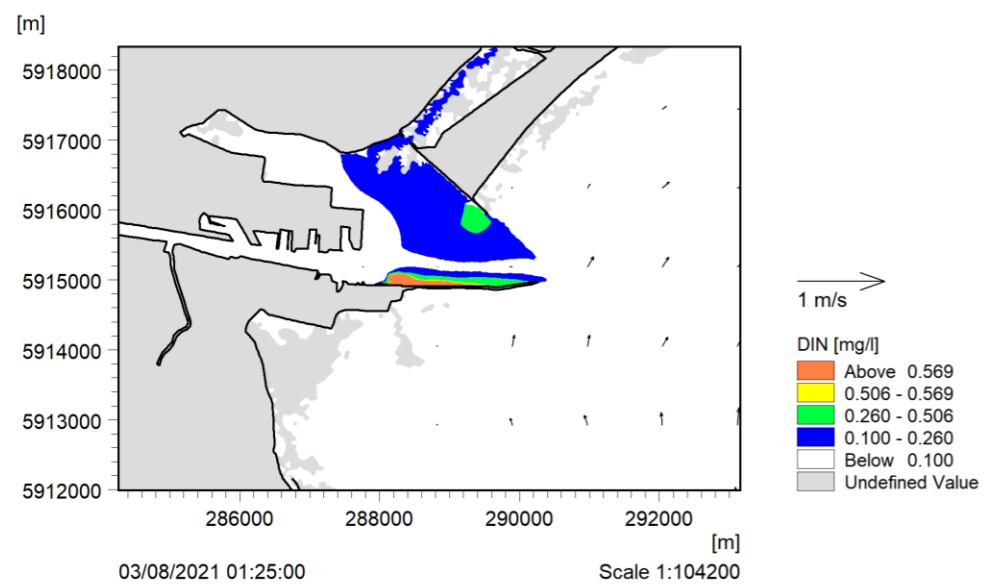 [m]
5918000
5917000
5916000
5915000
5914000
5913000
5912000
286000 288000 290000 292000
[m]
03/08/2021 01:25:00 Scale 1:104200
1 m/s
DIN [mg/l]
Above 0.569
0.506 - 0.569
0.260 - 0.506
0.100 - 0.260
Below 0.100
Undefined Value